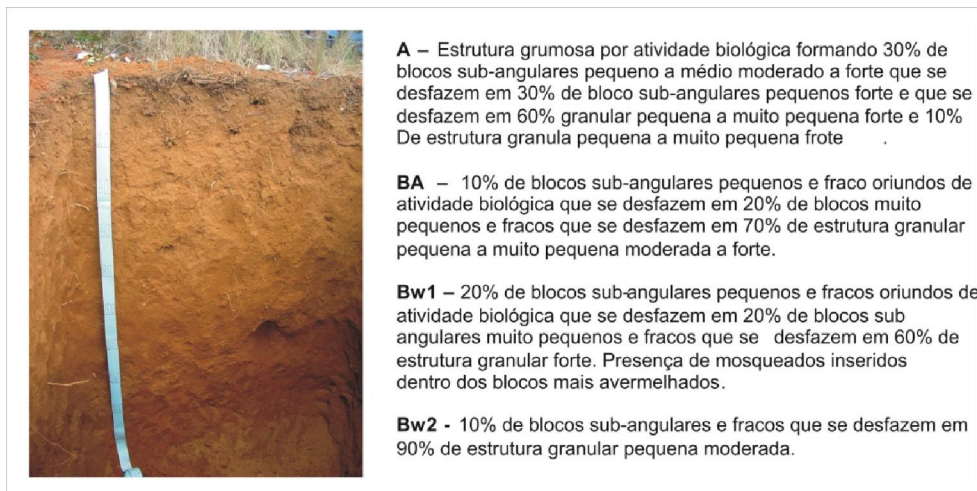 A – Estrutura grumosa por atividade biológica formando 30% de
blocos sub-angulares pequeno a médio moderado a forte que se
desfazem em 30% de bloco sub-angulares pequenos forte e que se
desfazem em 60% granular pequena a muito pequena forte e 10%
De estrutura granula pequena a muito pequena frote .
BA – 10% de blocos sub-angulares pequenos e fraco oriundos de
atividade biológica que se desfazem em 20% de blocos muito
pequenos e fracos que se desfazem em 70% de estrutura granular
pequena a muito pequena moderada a forte.
Bw1 – 20% de blocos sub-angulares pequenos e fracos oriundos de
atividade biológica que se desfazem em 20% de blocos sub
angulares muito pequenos e fracos que se desfazem em 60% de
estrutura granular forte. Presença de mosqueados inseridos
dentro dos blocos mais avermelhados.
Bw2 - 10% de blocos sub-angulares e fracos que se desfazem em
90% de estrutura granular pequena moderada.